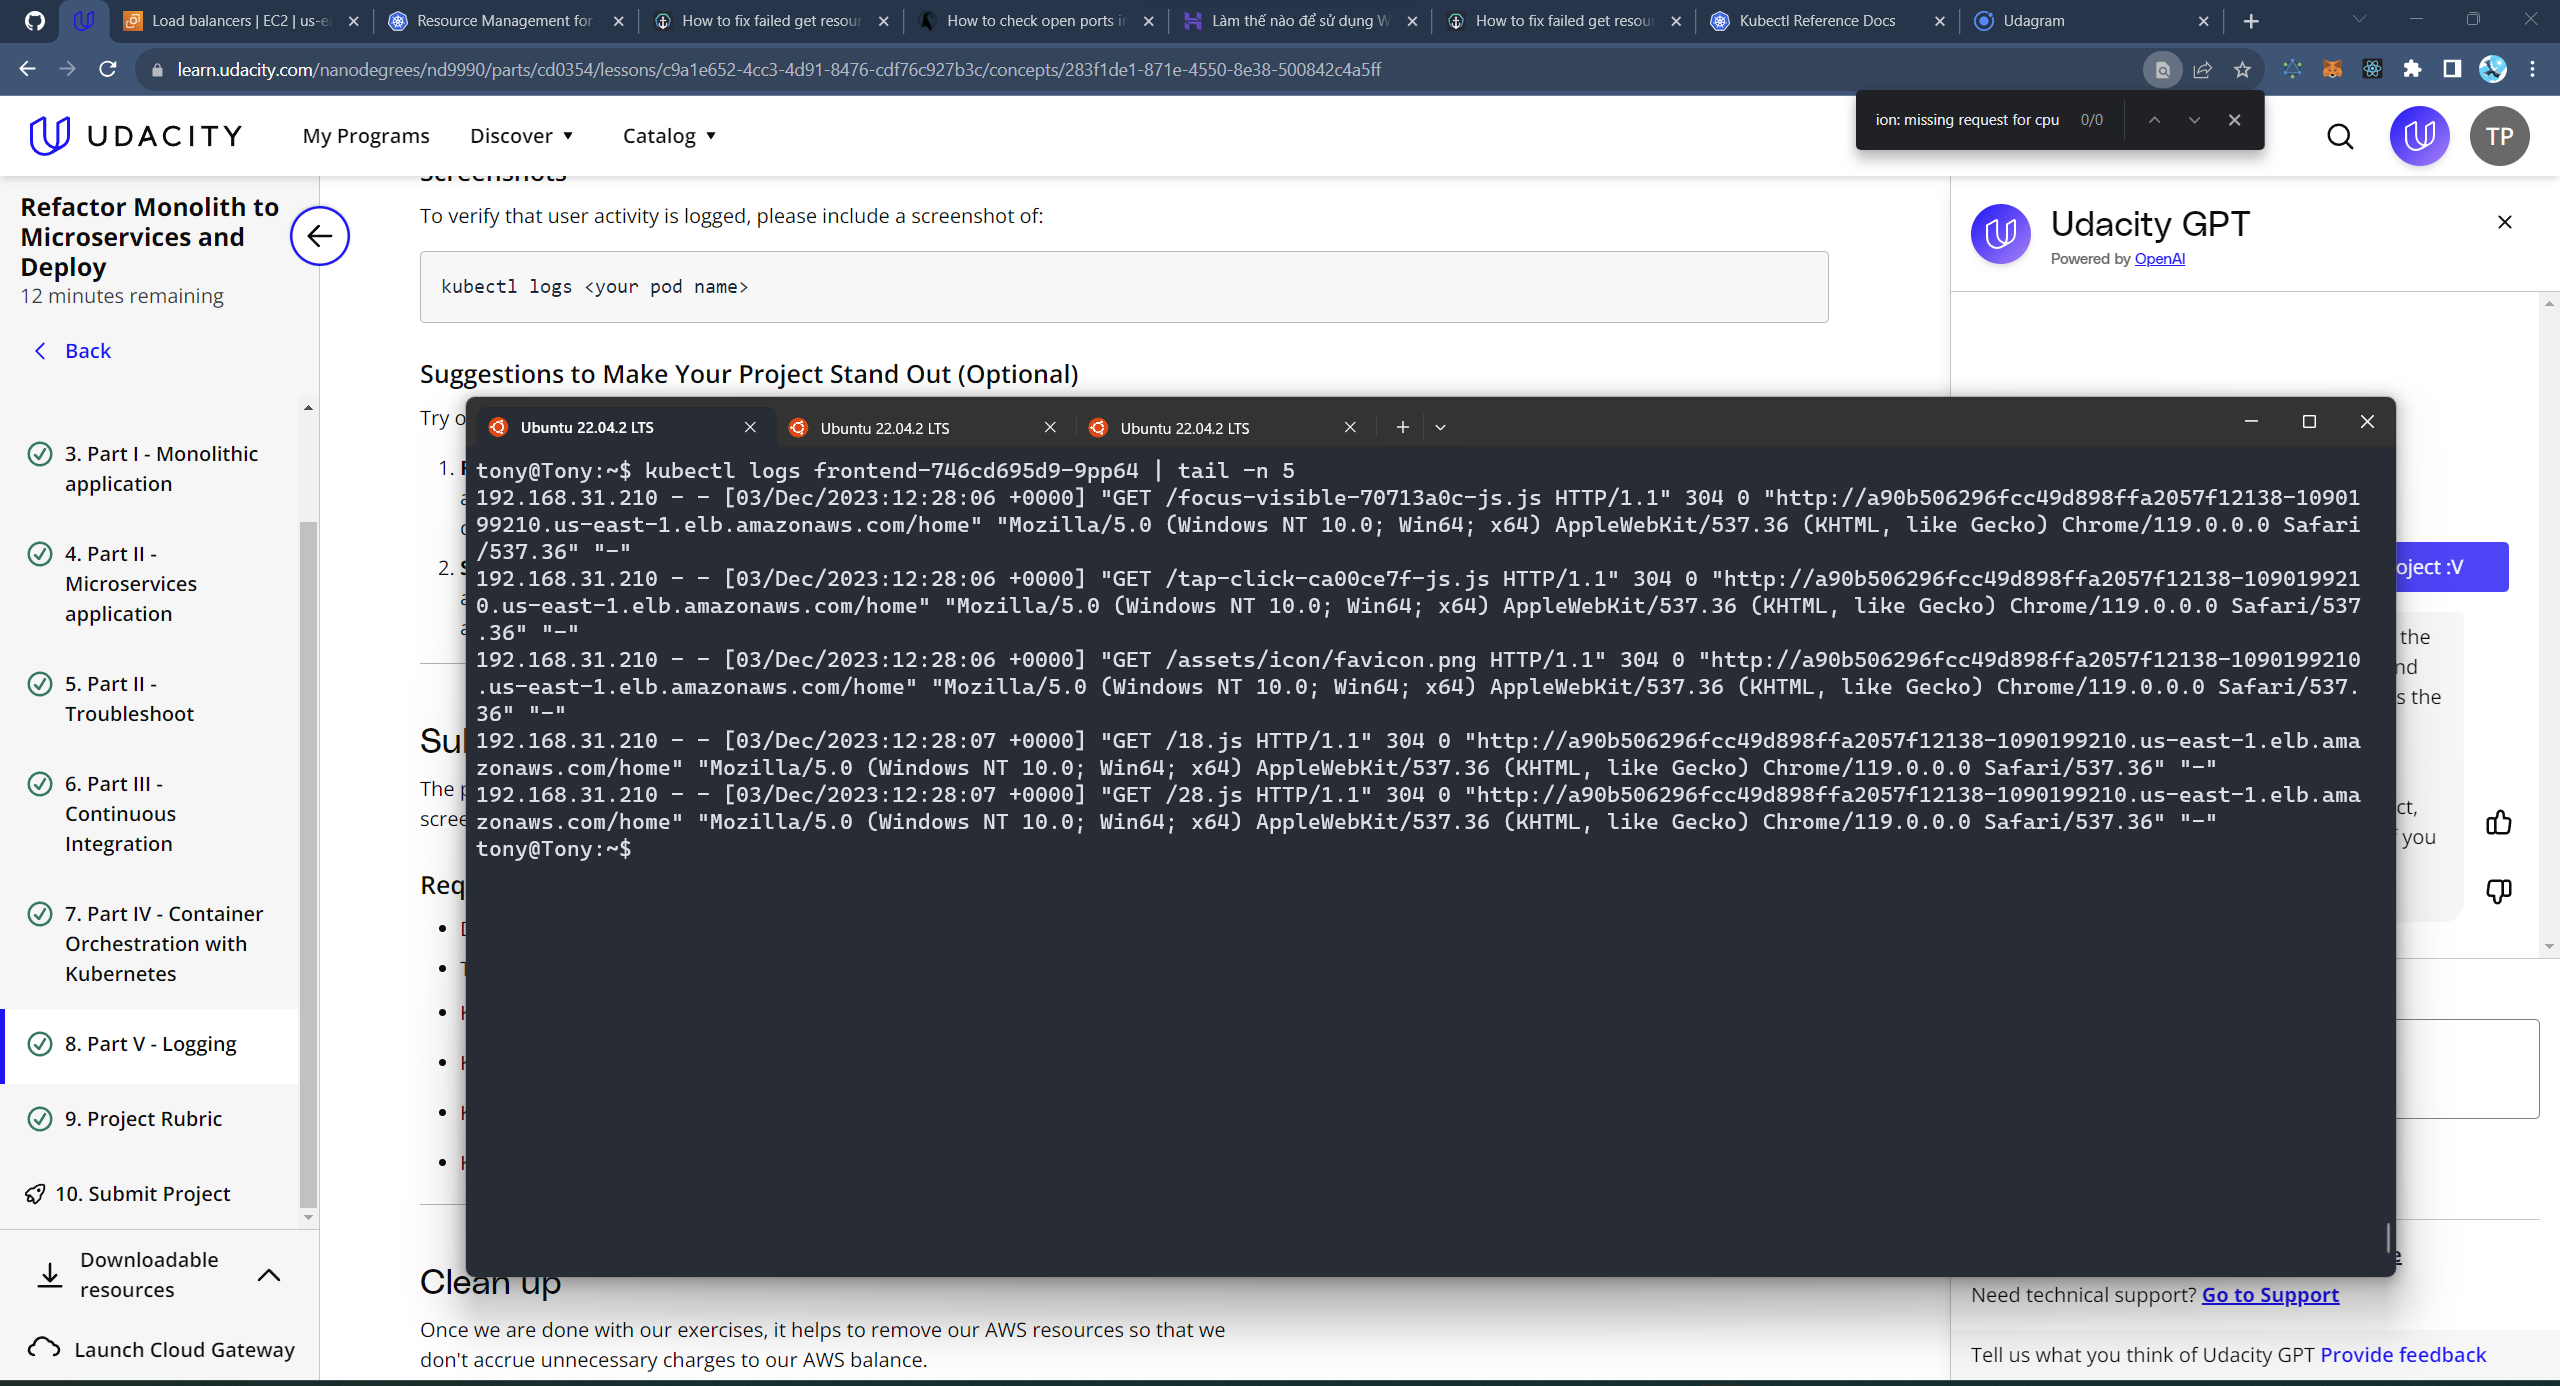 Load balancers | EC2 | us-e
Resource Management for
How to fix failed get resour
How to check open ports i
Làm thế nào để sử dụng W
How to fix failed get resour
Kubectl Reference Docs
Udagram
learn.udacity.com/nanodegrees/nd9990/parts/cd0354/lessons/c9a1e652-4cc3-4d91-8476-cdf76c927b3c/concepts/283f1de1-871e-4550-8e38-500842c4a5ff
ion: missing request for cpu 0/0
UDACITY
My Programs
Discover
Catalog
TP
Refactor Monolith to
Microservices and
Deploy
12 minutes remaining
Back
3. Part I - Monolithic
application
4. Part II -
Microservices
application
5. Part II -
Troubleshoot
6. Part III -
Continuous
Integration
7. Part IV - Container
Orchestration with
Kubernetes
8. Part V - Logging
9. Project Rubric
10. Submit Project
Downloadable
resources
Launch Cloud Gateway
Screenshots
To verify that user activity is logged, please include a screenshot of:
kubectl logs <your pod name>
Suggestions to Make Your Project Stand Out (Optional)
Try o
1.
2.
Sul
The p
scree
Req
Ubuntu 22.04.2 LTS
Ubuntu 22.04.2 LTS
Ubuntu 22.04.2 LTS
tony@Tony:~$ kubectl logs frontend-746cd695d9-9pp64 | tail -n 5
192.168.31.210 - - [03/Dec/2023:12:28:06 +0000] "GET /focus-visible-70713a0c-js.js HTTP/1.1" 304 0 "http://a90b506296fcc49d898ffa2057f12138-10901
99210.us-east-1.elb.amazonaws.com/home" "Mozilla/5.0 (Windows NT 10.0; Win64; x64) AppleWebKit/537.36 (KHTML, like Gecko) Chrome/119.0.0.0 Safari
/537.36" "-"
192.168.31.210 - - [03/Dec/2023:12:28:06 +0000] "GET /tap-click-ca00ce7f-js.js HTTP/1.1" 304 0 "http://a90b506296fcc49d898ffa2057f12138-109019921
0.us-east-1.elb.amazonaws.com/home" "Mozilla/5.0 (Windows NT 10.0; Win64; x64) AppleWebKit/537.36 (KHTML, like Gecko) Chrome/119.0.0.0 Safari/537
.36" "-"
192.168.31.210 - - [03/Dec/2023:12:28:06 +0000] "GET /assets/icon/favicon.png HTTP/1.1" 304 0 "http://a90b506296fcc49d898ffa2057f12138-1090199210
.us-east-1.elb.amazonaws.com/home" "Mozilla/5.0 (Windows NT 10.0; Win64; x64) AppleWebKit/537.36 (KHTML, like Gecko) Chrome/119.0.0.0 Safari/537.
36" "-"
192.168.31.210 - - [03/Dec/2023:12:28:07 +0000] "GET /18.js HTTP/1.1" 304 0 "http://a90b506296fcc49d898ffa2057f12138-1090199210.us-east-1.elb.ama
zonaws.com/home" "Mozilla/5.0 (Windows NT 10.0; Win64; x64) AppleWebKit/537.36 (KHTML, like Gecko) Chrome/119.0.0.0 Safari/537.36" "-"
192.168.31.210 - - [03/Dec/2023:12:28:07 +0000] "GET /28.js HTTP/1.1" 304 0 "http://a90b506296fcc49d898ffa2057f12138-1090199210.us-east-1.elb.ama
zonaws.com/home" "Mozilla/5.0 (Windows NT 10.0; Win64; x64) AppleWebKit/537.36 (KHTML, like Gecko) Chrome/119.0.0.0 Safari/537.36" "-"
tony@Tony:~$
Clean up
Once we are done with our exercises, it helps to remove our AWS resources so that we
don't accrue unnecessary charges to our AWS balance.
Udacity GPT
Powered by OpenAI
oject :V
the
nd
s the
ct,
you
Need technical support? Go to Support
Tell us what you think of Udacity GPT Provide feedback